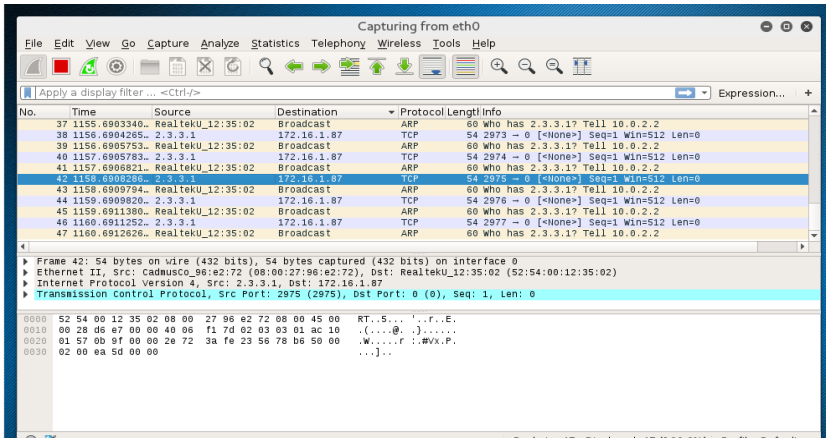 Capturing from eth0
File Edit View Go Capture Analyze Statistics Telephony Wireless Tools Help
Apply a display filter ... <Ctrl-/> Expression... +
No. Time Source Destination Protocol Length Info
37 1155.6903340… RealtekU_12:35:02 Broadcast ARP 60 Who has 2.3.3.1? Tell 10.0.2.2
38 1156.6904265… 2.3.3.1 172.16.1.87 TCP 54 2973 → 0 [<None>] Seq=1 Win=512 Len=0
39 1156.6905753… RealtekU_12:35:02 Broadcast ARP 60 Who has 2.3.3.1? Tell 10.0.2.2
40 1157.6905783… 2.3.3.1 172.16.1.87 TCP 54 2974 → 0 [<None>] Seq=1 Win=512 Len=0
41 1157.6906821… RealtekU_12:35:02 Broadcast ARP 60 Who has 2.3.3.1? Tell 10.0.2.2
42 1158.6908286… 2.3.3.1 172.16.1.87 TCP 54 2975 → 0 [<None>] Seq=1 Win=512 Len=0
43 1158.6909794… RealtekU_12:35:02 Broadcast ARP 60 Who has 2.3.3.1? Tell 10.0.2.2
44 1159.6909820… 2.3.3.1 172.16.1.87 TCP 54 2976 → 0 [<None>] Seq=1 Win=512 Len=0
45 1159.6911380… RealtekU_12:35:02 Broadcast ARP 60 Who has 2.3.3.1? Tell 10.0.2.2
46 1160.6911252… 2.3.3.1 172.16.1.87 TCP 54 2977 → 0 [<None>] Seq=1 Win=512 Len=0
47 1160.6912626… RealtekU_12:35:02 Broadcast ARP 60 Who has 2.3.3.1? Tell 10.0.2.2
Frame 42: 54 bytes on wire (432 bits), 54 bytes captured (432 bits) on interface 0
Ethernet II, Src: CadmusCo_96:e2:72 (08:00:27:96:e2:72), Dst: RealtekU_12:35:02 (52:54:00:12:35:02)
Internet Protocol Version 4, Src: 2.3.3.1, Dst: 172.16.1.87
Transmission Control Protocol, Src Port: 2975 (2975), Dst Port: 0 (0), Seq: 1, Len: 0
0000 52 54 00 12 35 02 08 00 27 96 e2 72 08 00 45 00 RT..5... '..r..E.
0010 00 28 d6 e7 00 00 40 06 f1 7d 02 03 03 01 ac 10 .(....@. .}......
0020 01 57 0b 9f 00 00 2e 72 3a fe 23 56 78 b6 50 00 .W.....r :.#Vx.P.
0030 02 00 ea 5d 00 00 ...]..